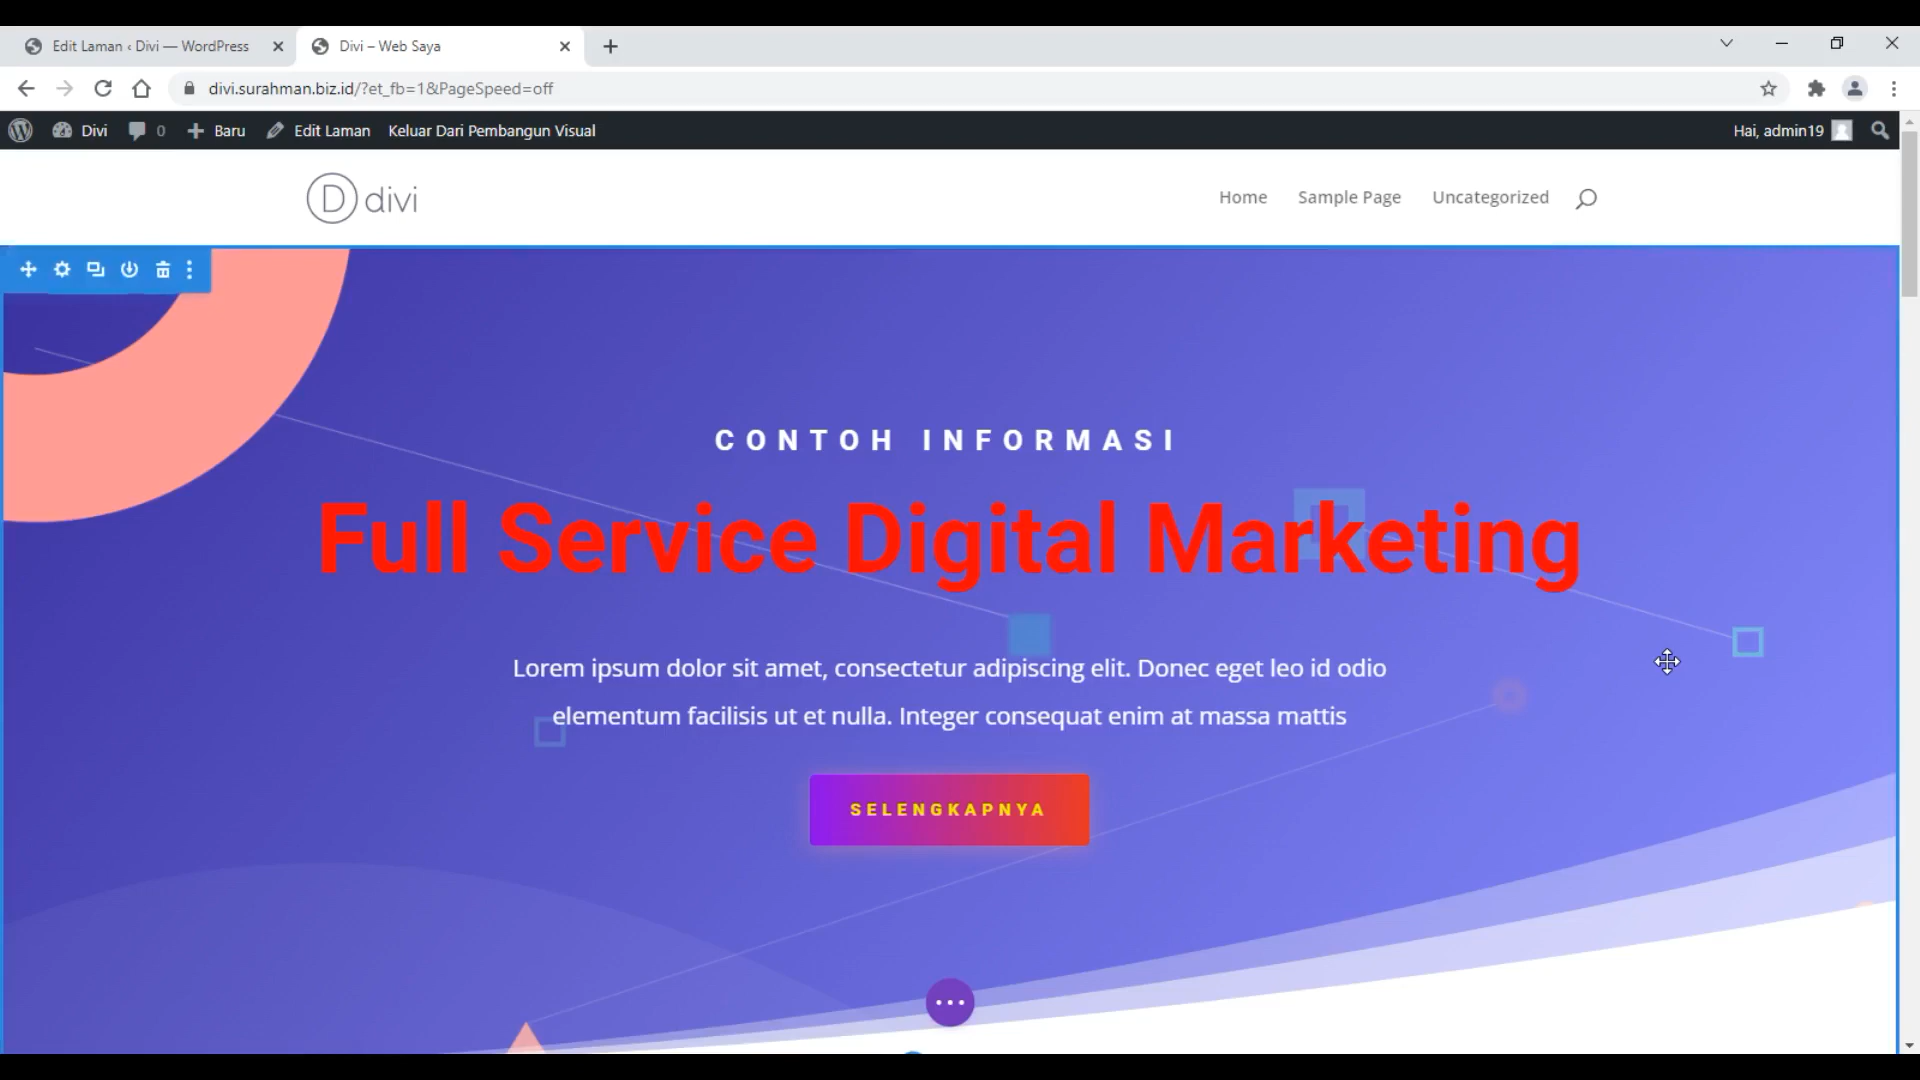 Edit Laman ‹ Divi — WordPress
Divi – Web Saya
divi.surahman.biz.id/?et_fb=1&PageSpeed=off
Divi 0 Baru Edit Laman Keluar Dari Pembangun Visual Hai, admin19
D divi Home Sample Page Uncategorized
CONTOH INFORMASI
Full Service Digital Marketing
Lorem ipsum dolor sit amet, consectetur adipiscing elit. Donec eget leo id odio
elementum facilisis ut et nulla. Integer consequat enim at massa mattis
SELENGKAPNYA